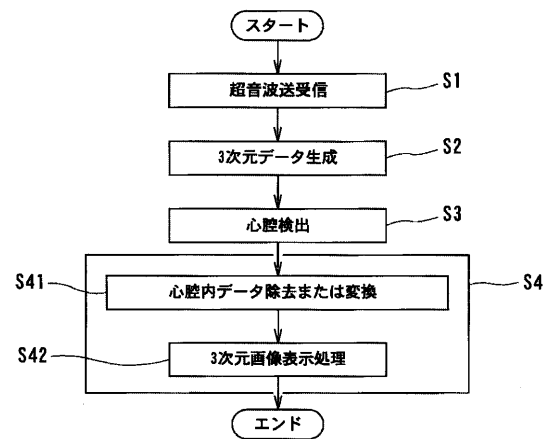 スタート
超音波送受信
S1
3次元データ生成
S2
心腔検出
S3
S41
心腔内データ除去または変換
S4
S42
3次元画像表示処理
エンド